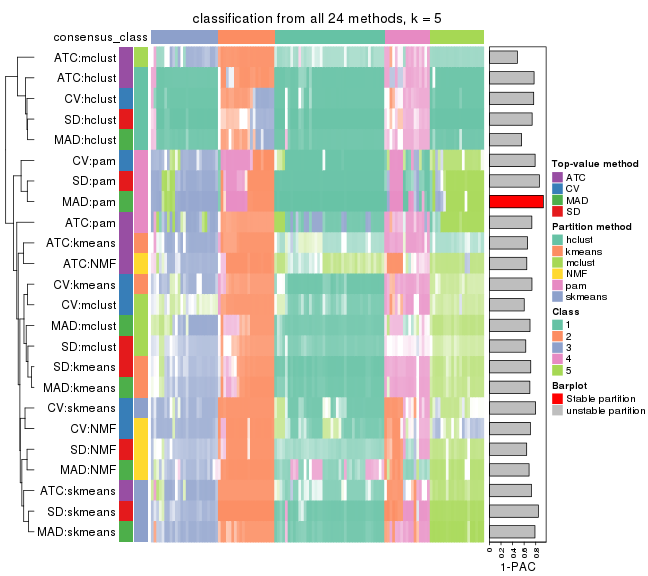 classification from all 24 methods, k = 5
consensus_class
ATC:mclust
ATC:hclust
CV:hclust
SD:hclust
MAD:hclust
CV:pam
SD:pam
MAD:pam
ATC:pam
ATC:kmeans
ATC:NMF
CV:kmeans
CV:mclust
MAD:mclust
SD:mclust
SD:kmeans
MAD:kmeans
CV:skmeans
CV:NMF
SD:NMF
MAD:NMF
ATC:skmeans
SD:skmeans
MAD:skmeans
0 0.2 0.4 0.6 0.8
1-PAC
Top-value method
ATC
CV
MAD
SD
Partition method
hclust
kmeans
mclust
NMF
pam
skmeans
Class
1
2
3
4
5
Barplot
Stable partition
unstable partition